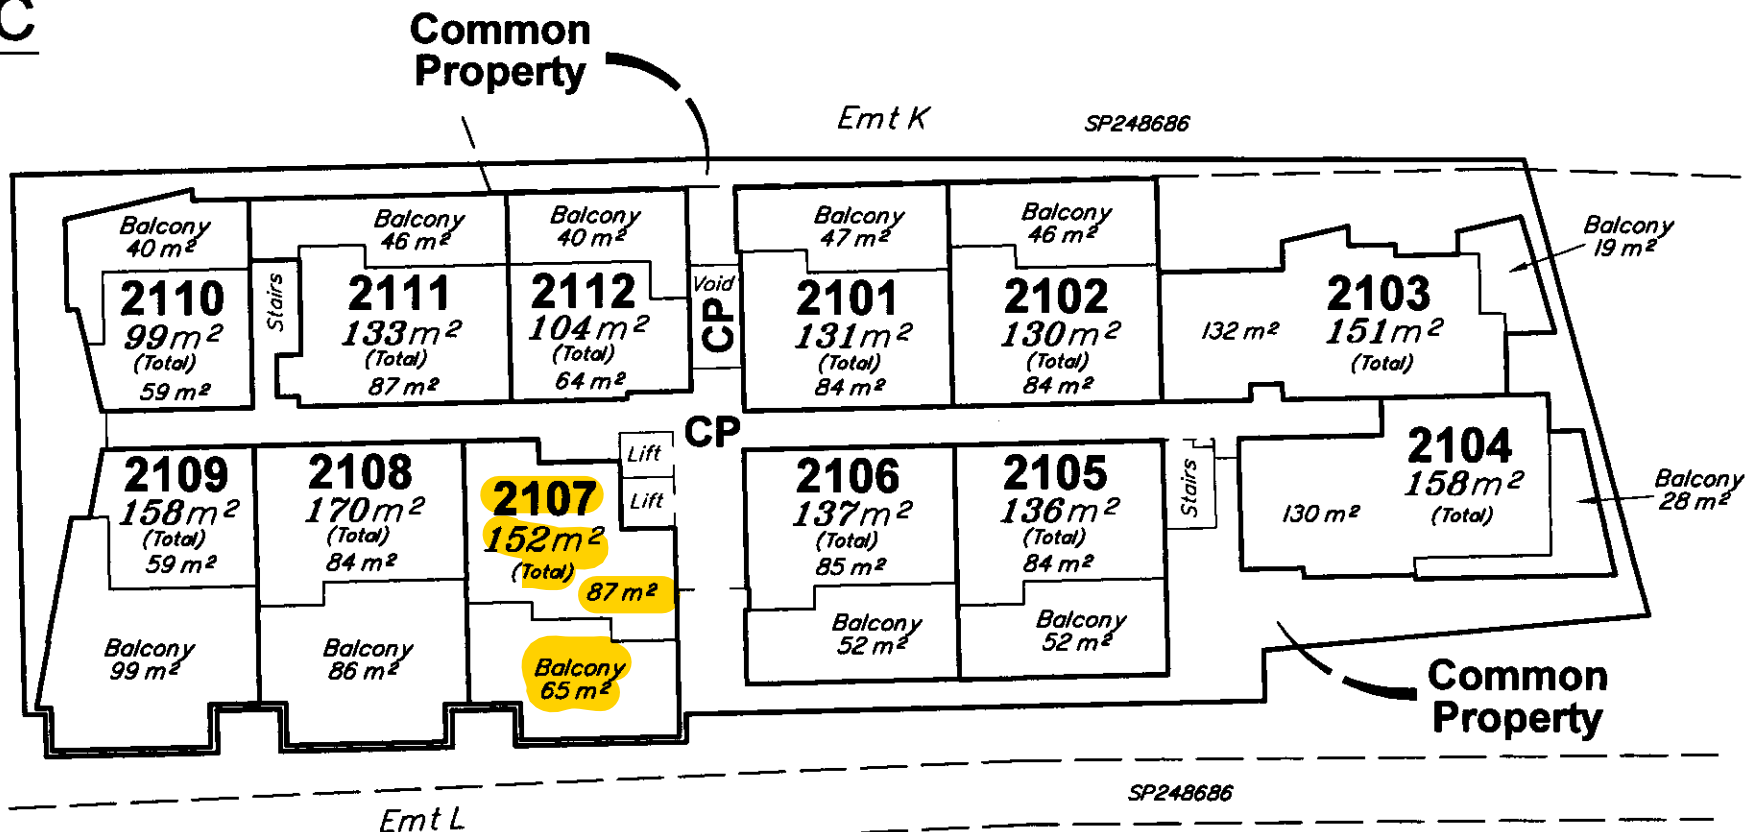 C
Common
Property
Emt K
SP248686
Balcony
40 m²
Balcony
46 m²
Balcony
40 m²
Balcony
47 m²
Balcony
46 m²
Balcony
19 m²
2110
99m²
(Total)
59 m²
Stairs
2111
133m²
(Total)
87 m²
2112
104m²
(Total)
64 m²
Void
CP
2101
131m²
(Total)
84 m²
2102
130m²
(Total)
84 m²
132 m²
2103
151m²
(Total)
CP
2109
158m²
(Total)
59 m²
Balcony
99 m²
2108
170m²
(Total)
84 m²
Balcony
86 m²
2107
152m²
(Total)
87 m²
Balcony
65 m²
Lift
Lift
2106
137m²
(Total)
85 m²
Balcony
52 m²
2105
136m²
(Total)
84 m²
Balcony
52 m²
Stairs
130 m²
2104
158m²
(Total)
Balcony
28 m²
Common
Property
SP248686
Emt L